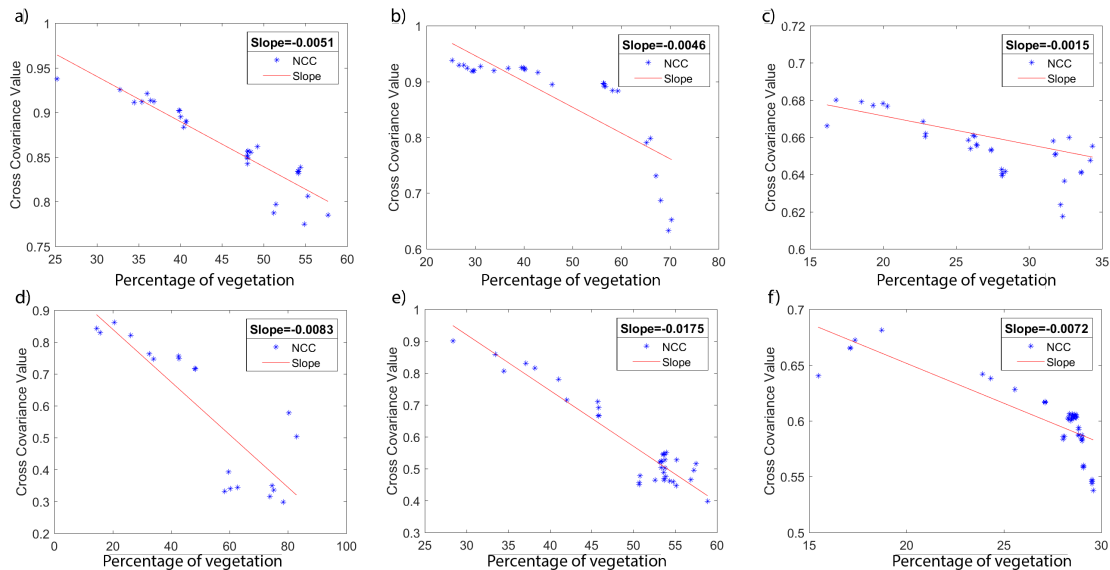 a)
Cross Covariance Value
1
0.95
0.9
0.85
0.8
0.75
25 30 35 40 45 50 55 60
Percentage of vegetation
Slope=-0.0051
NCC
Slope
b)
Cross Covariance Value
1
0.9
0.8
0.7
0.6
20 30 40 50 60 70 80
Percentage of vegetation
Slope=-0.0046
NCC
Slope
c)
Cross Covariance Value
0.72
0.7
0.68
0.66
0.64
0.62
0.6
15 20 25 30 35
Percentage of vegetation
Slope=-0.0015
NCC
Slope
d)
Cross Covariance Value
0.9
0.8
0.7
0.6
0.5
0.4
0.3
0.2
0 20 40 60 80 100
Percentage of vegetation
Slope=-0.0083
NCC
Slope
e)
Cross Covariance Value
1
0.9
0.8
0.7
0.6
0.5
0.4
0.3
25 30 35 40 45 50 55 60
Percentage of vegetation
Slope=-0.0175
NCC
Slope
f)
Cross Covariance Value
0.7
0.65
0.6
0.55
0.5
15 20 25 30
Percentage of vegetation
Slope=-0.0072
NCC
Slope